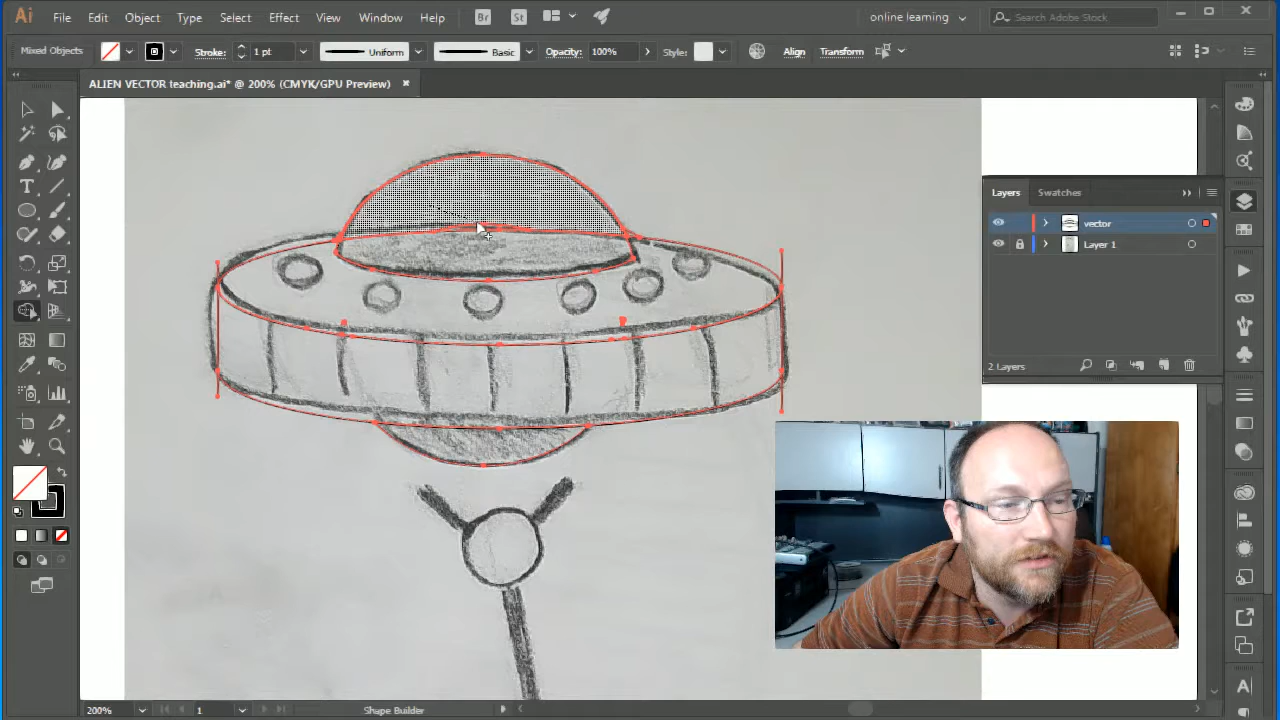 Ai File Edit Object Type Select Effect View Window Help Br St online learning Search Adobe Stock
Mixed Objects Stroke: 1 pt Uniform Basic Opacity: 100% Style: Align Transform
ALIEN VECTOR teaching.ai* @ 200% (CMYK/GPU Preview) ×
Layers Swatches
vector
Layer 1
2 Layers
200% 1 Shape Builder